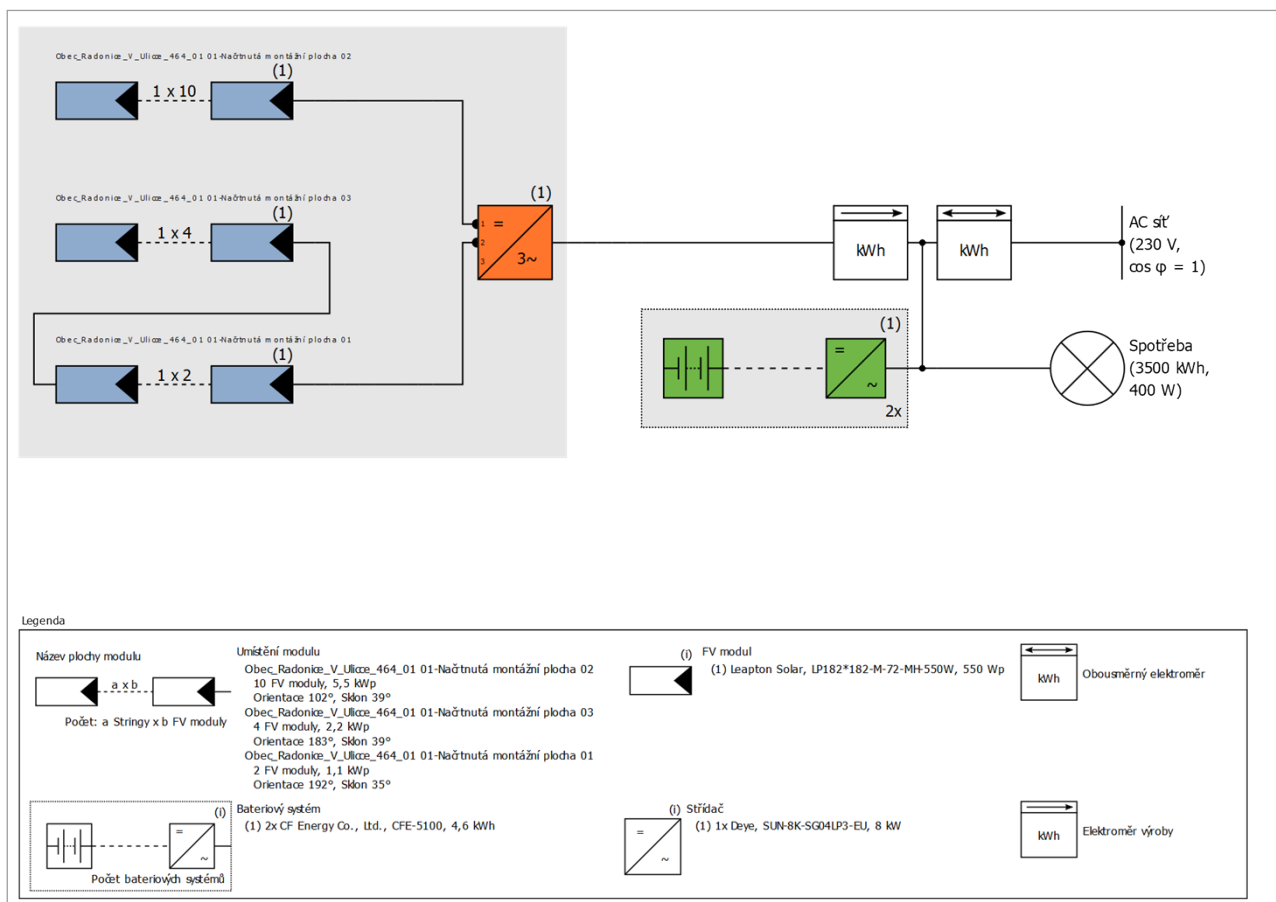 Obec_Radonice_V_Ulicce_464_01 01-Načrtnutá montážní plocha 02
(1)
1 x 10
Obec_Radonice_V_Ulicce_464_01 01-Načrtnutá montážní plocha 03
(1)
1 x 4
Obec_Radonice_V_Ulicce_464_01 01-Načrtnutá montážní plocha 01
(1)
1 x 2
(1)
1
2
3
=
3~
kWh
kWh
AC síť
(230 V,
cos φ = 1)
(1)
=
~
2x
Spotřeba
(3500 kWh,
400 W)
Legenda
Název plochy modulu
a x b
Počet: a Stringy x b FV moduly
Umístění modulu
Obec_Radonice_V_Ulicce_464_01 01-Načrtnutá montážní plocha 02
10 FV moduly, 5,5 kWp
Orientace 102°, Sklon 39°
Obec_Radonice_V_Ulicce_464_01 01-Načrtnutá montážní plocha 03
4 FV moduly, 2,2 kWp
Orientace 183°, Sklon 39°
Obec_Radonice_V_Ulicce_464_01 01-Načrtnutá montážní plocha 01
2 FV moduly, 1,1 kWp
Orientace 192°, Sklon 35°
(i)
FV modul
(1) Leapton Solar, LP182*182-M-72-MH-550W, 550 Wp
kWh
Obousměrný elektroměr
(i)
=
~
Počet bateriových systémů
Bateriový systém
(1) 2x CF Energy Co., Ltd., CFE-5100, 4,6 kWh
(i)
=
~
Střídač
(1) 1x Deye, SUN-8K-SG04LP3-EU, 8 kW
kWh
Elektroměr výroby